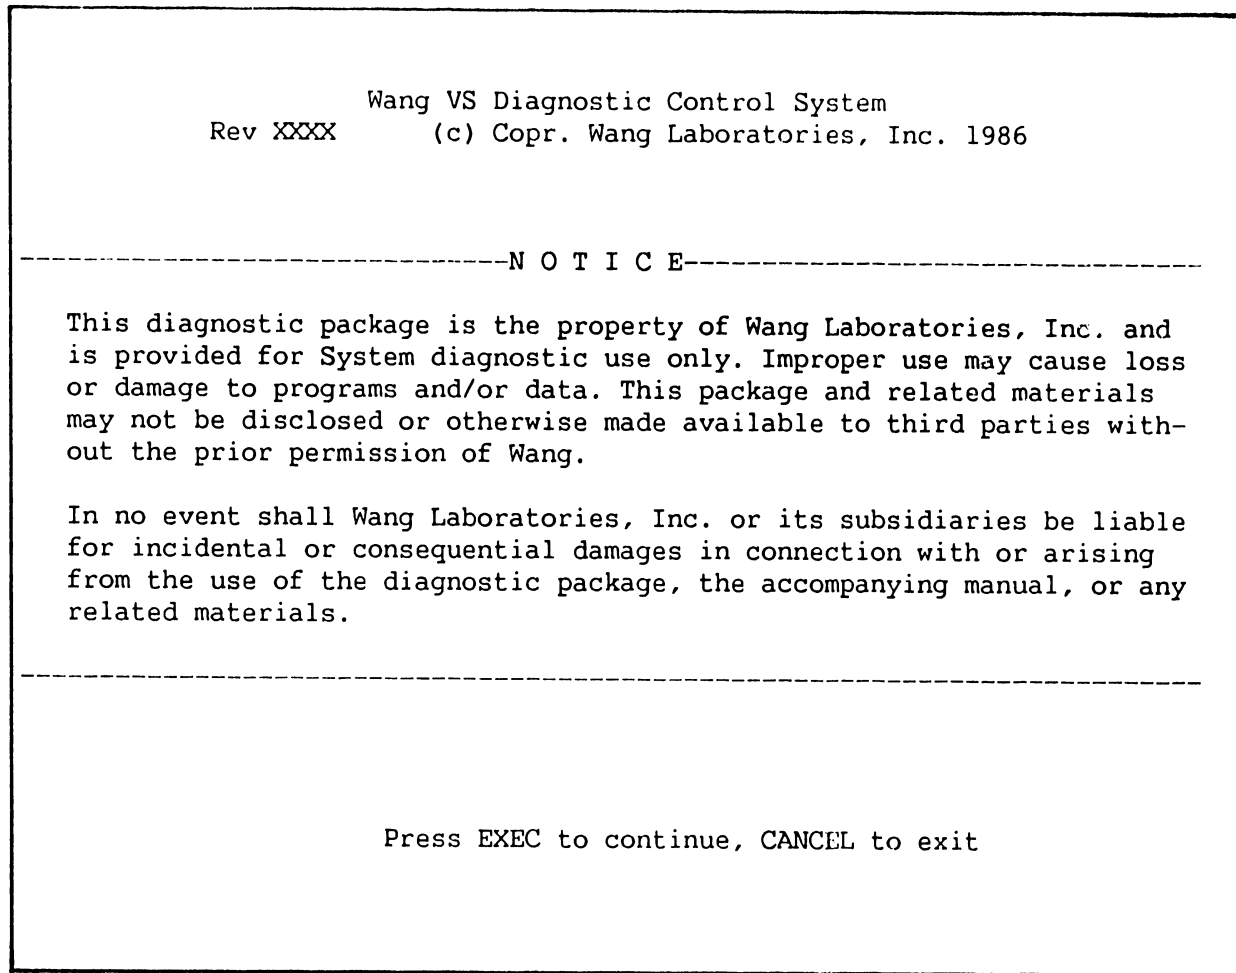 Wang VS Diagnostic Control System
Rev XXXX (c) Copr. Wang Laboratories, Inc. 1986
--------------------------------N O T I C E----------------------------------
This diagnostic package is the property of Wang Laboratories, Inc. and
is provided for System diagnostic use only. Improper use may cause loss
or damage to programs and/or data. This package and related materials
may not be disclosed or otherwise made available to third parties with-
out the prior permission of Wang.
In no event shall Wang Laboratories, Inc. or its subsidiaries be liable
for incidental or consequential damages in connection with or arising
from the use of the diagnostic package, the accompanying manual, or any
related materials.
-----------------------------------------------------------------------------
Press EXEC to continue, CANCEL to exit